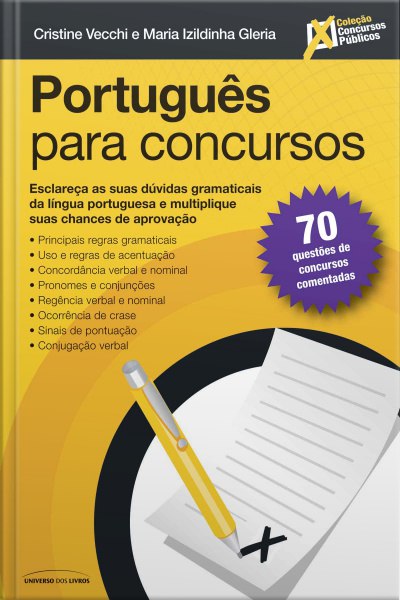 Cristine Vecchi e Maria Izildinha Gleria
Coleção
Concursos
Públicos
Português
para concursos
Esclareça as suas dúvidas gramaticais
da língua portuguesa e multiplique
suas chances de aprovação
• Principais regras gramaticais
• Uso e regras de acentuação
• Concordância verbal e nominal
• Pronomes e conjunções
• Regência verbal e nominal
• Ocorrência de crase
• Sinais de pontuação
• Conjugação verbal
70
questões de
concursos
comentadas
UNIVERSO DOS LIVROS